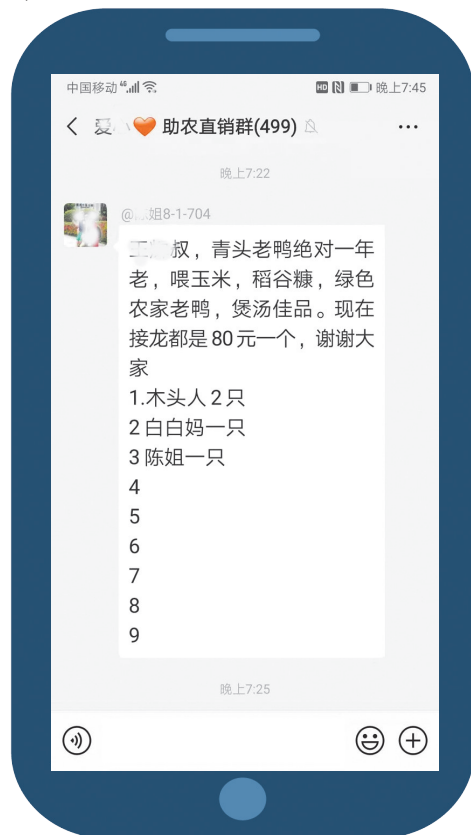 中国移动 46 HD N 晚上7:45
爱 🧡 助农直销群(499)
晚上7:22
@ 姐8-1-704
王 叔，青头老鸭绝对一年
老，喂玉米，稻谷糠，绿色
农家老鸭，煲汤佳品。现在
接龙都是80元一个，谢谢大
家
1.木头人2只
2白白妈一只
3陈姐一只
4
5
6
7
8
9
晚上7:25